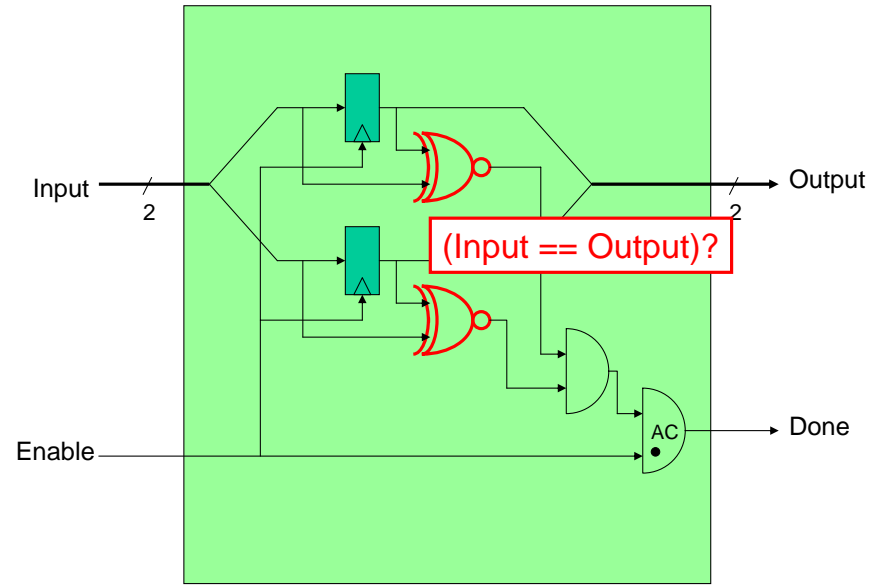 Input
2
Output
2
(Input == Output)?
AC
Done
Enable